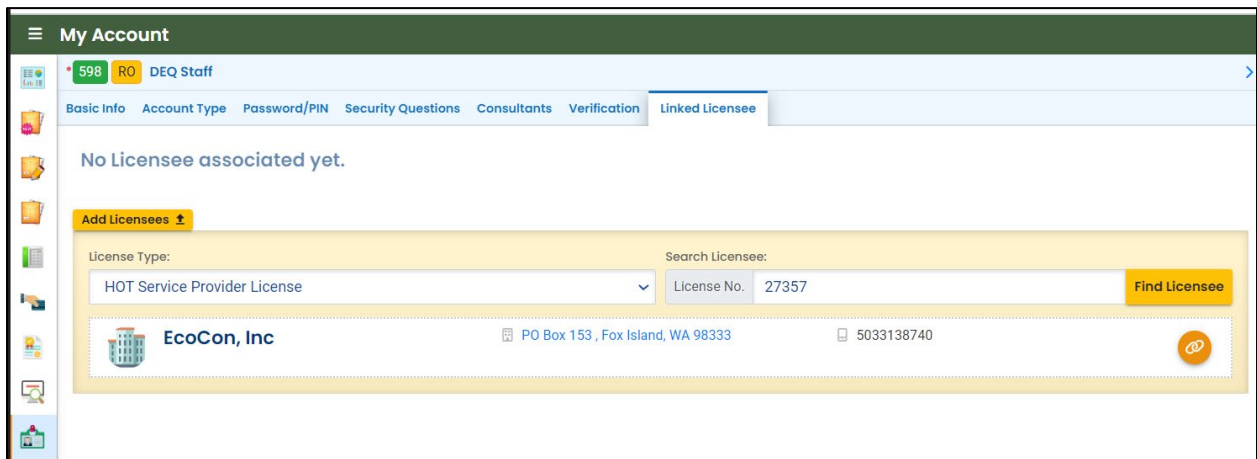 My Account
* 598 RO DEQ Staff
Basic Info Account Type Password/PIN Security Questions Consultants Verification Linked Licensee
No Licensee associated yet.
Add Licensees
License Type: Search Licensee:
HOT Service Provider License License No. 27357 Find Licensee
EcoCon, Inc PO Box 153 , Fox Island, WA 98333 5033138740